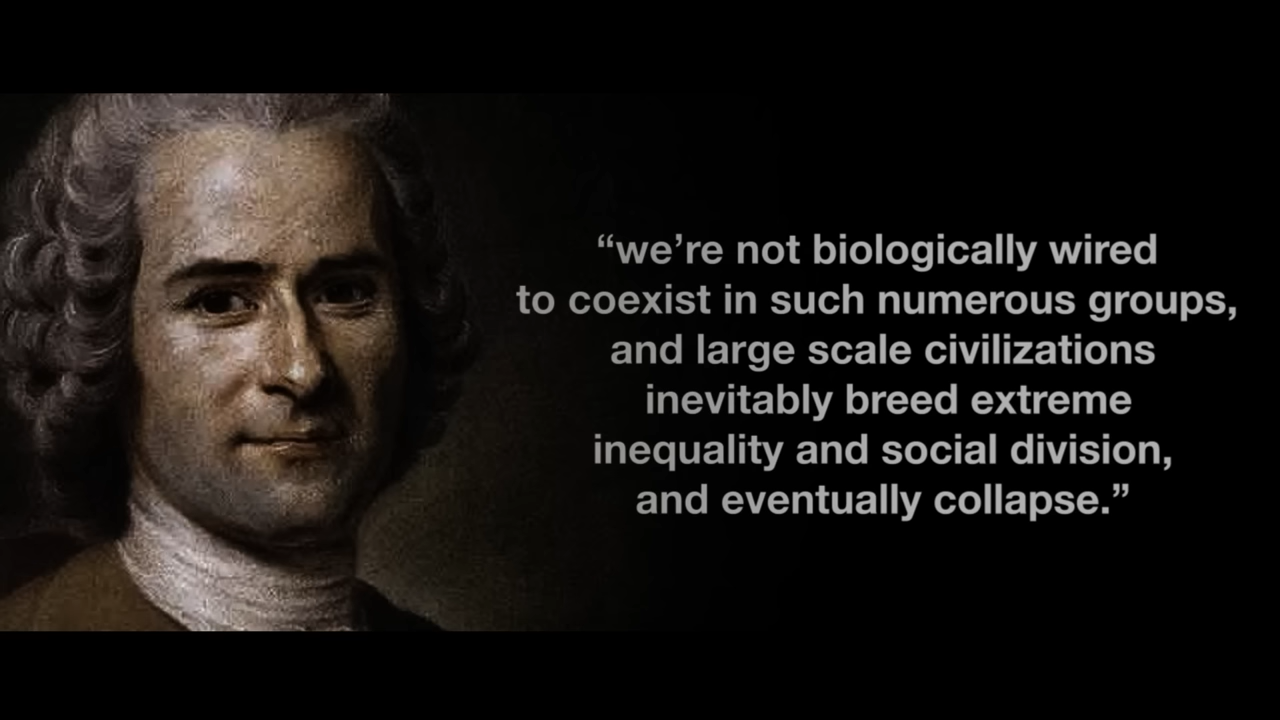 “we’re not biologically wired
to coexist in such numerous groups,
and large scale civilizations
inevitably breed extreme
inequality and social division,
and eventually collapse.”